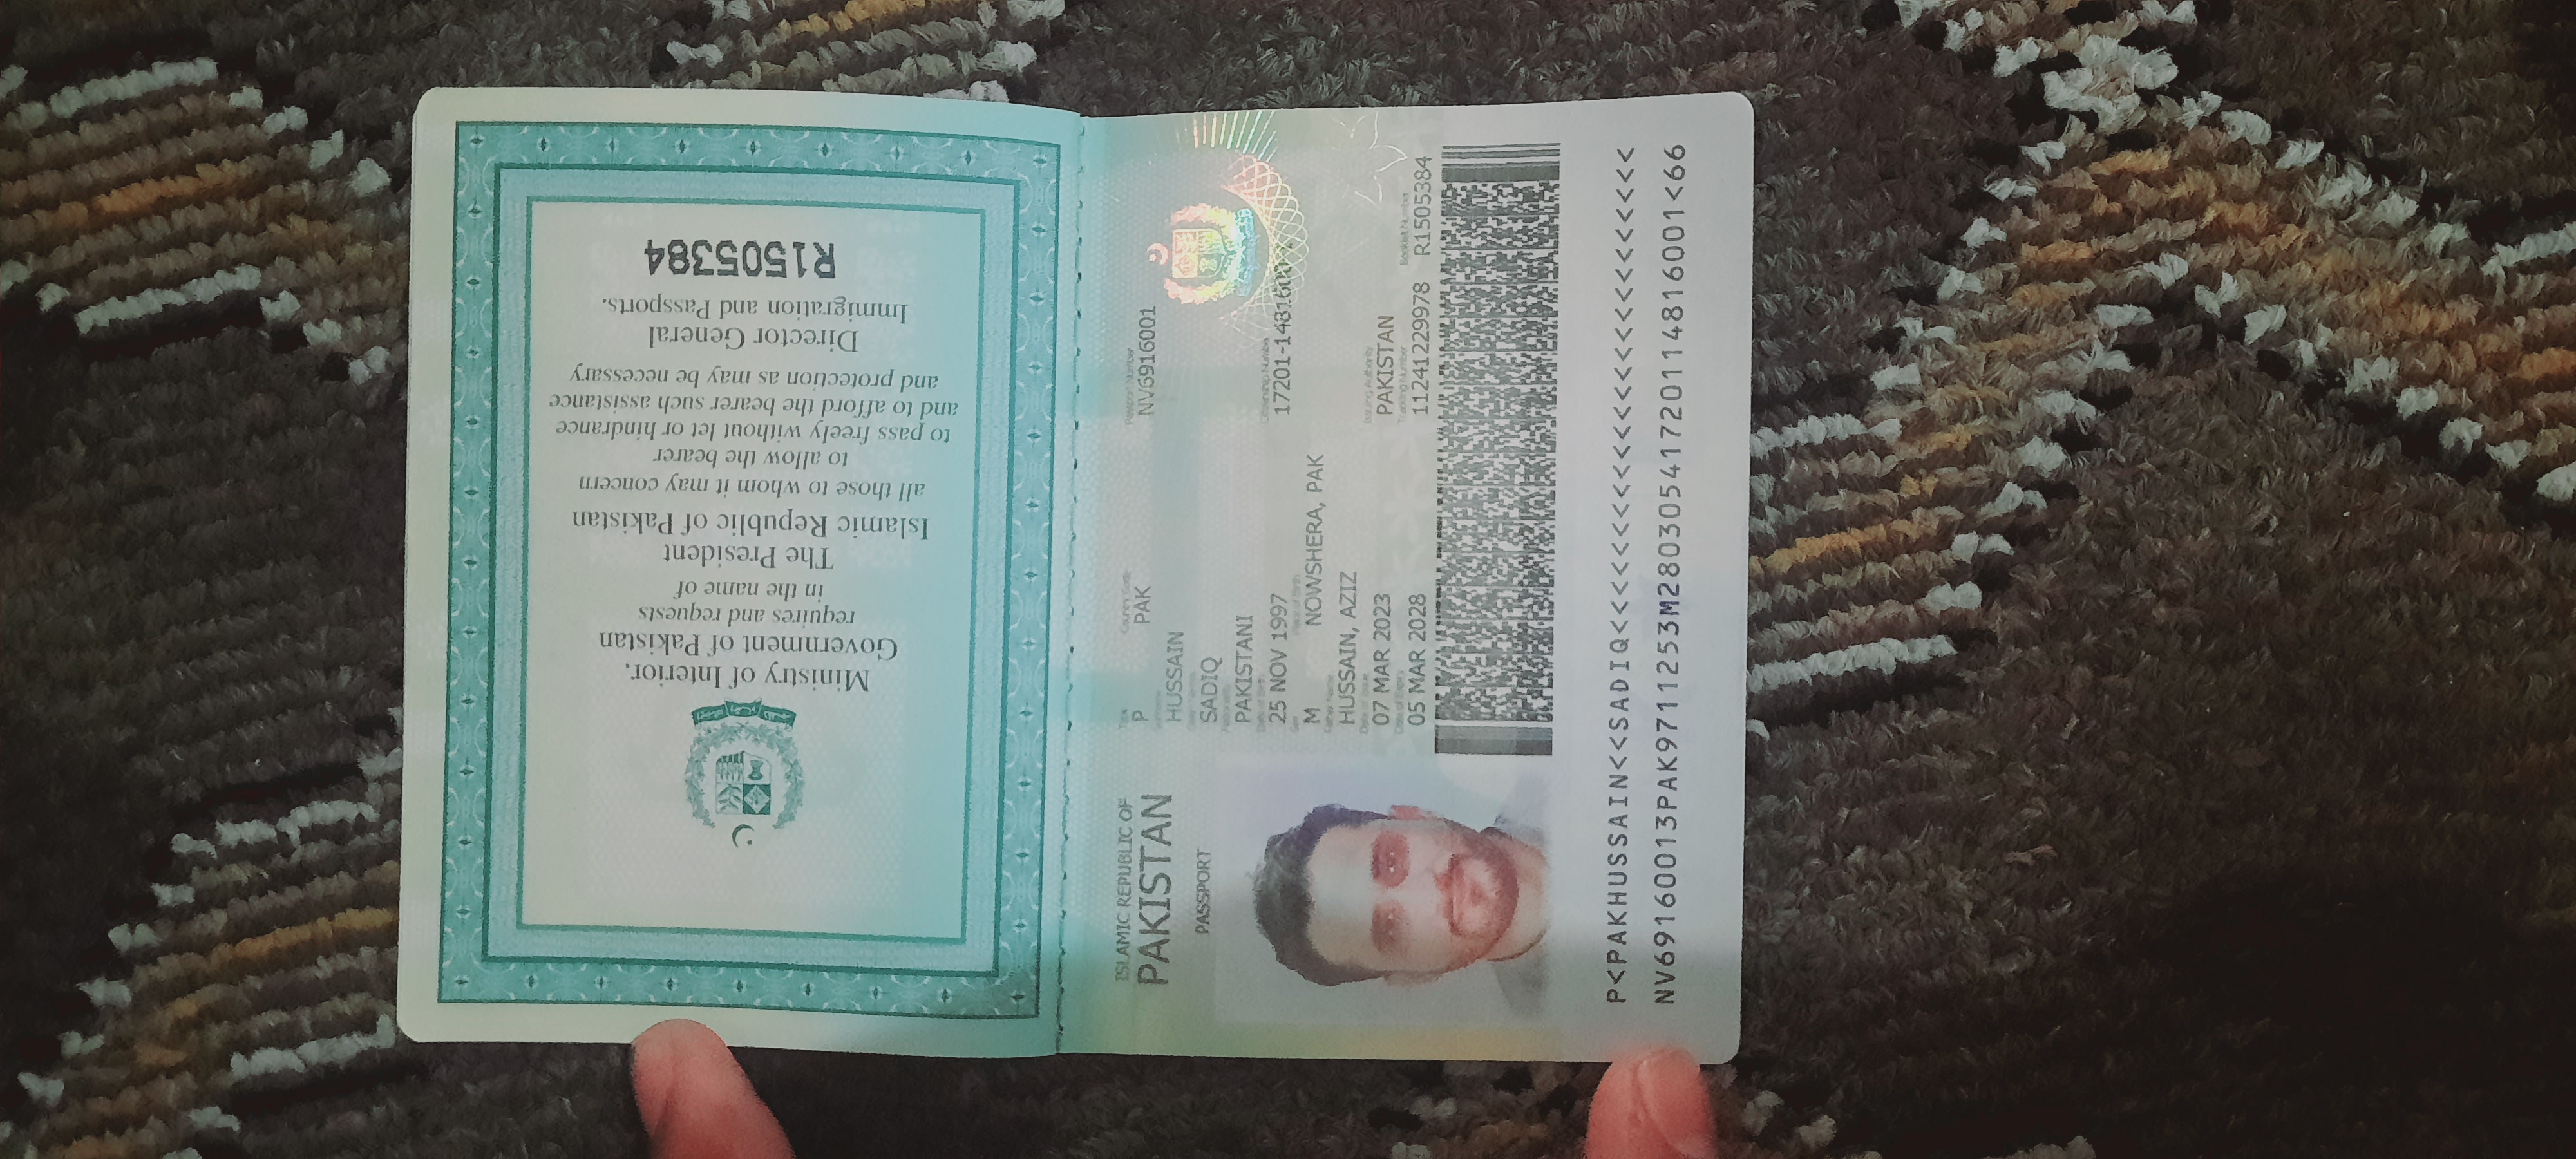 Ministry of Interior,
Government of Pakistan
requires and requests
in the name of
The President
Islamic Republic of Pakistan
all those to whom it may concern
to allow the bearer
to pass freely without let or hindrance
and to afford the bearer such assistance
and protection as may be necessary
Director General
Immigration and Passports.
R1505384
ISLAMIC REPUBLIC OF
PAKISTAN
PASSPORT
Type Country Code Passport Number
P PAK NV6916001
HUSSAIN
SADIQ
Nationality
PAKISTANI
Date of Birth Citizenship Number
25 NOV 1997 17201-1481600-1
Sex Place of Birth
M NOWSHERA, PAK
Father Name
HUSSAIN, AZIZ
Date of Issue Issuing Authority
07 MAR 2023 PAKISTAN
Date of Expiry Tracking Number Booklet Number
05 MAR 2028 11241229978 R1505384
P<PAKHUSSAIN<<SADIQ<<<<<<<<<<<<<<<<<<<<<<<<<
NV69160013PAK9711253M28030541720114816001<66